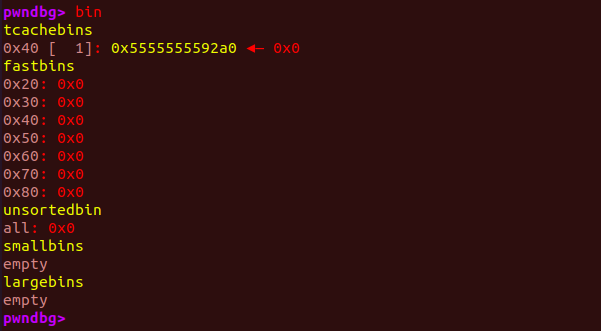 pwndbg> bin
tcachebins
0x40 [  1]: 0x5555555592a0 ◂— 0x0
fastbins
0x20: 0x0
0x30: 0x0
0x40: 0x0
0x50: 0x0
0x60: 0x0
0x70: 0x0
0x80: 0x0
unsortedbin
all: 0x0
smallbins
empty
largebins
empty
pwndbg>